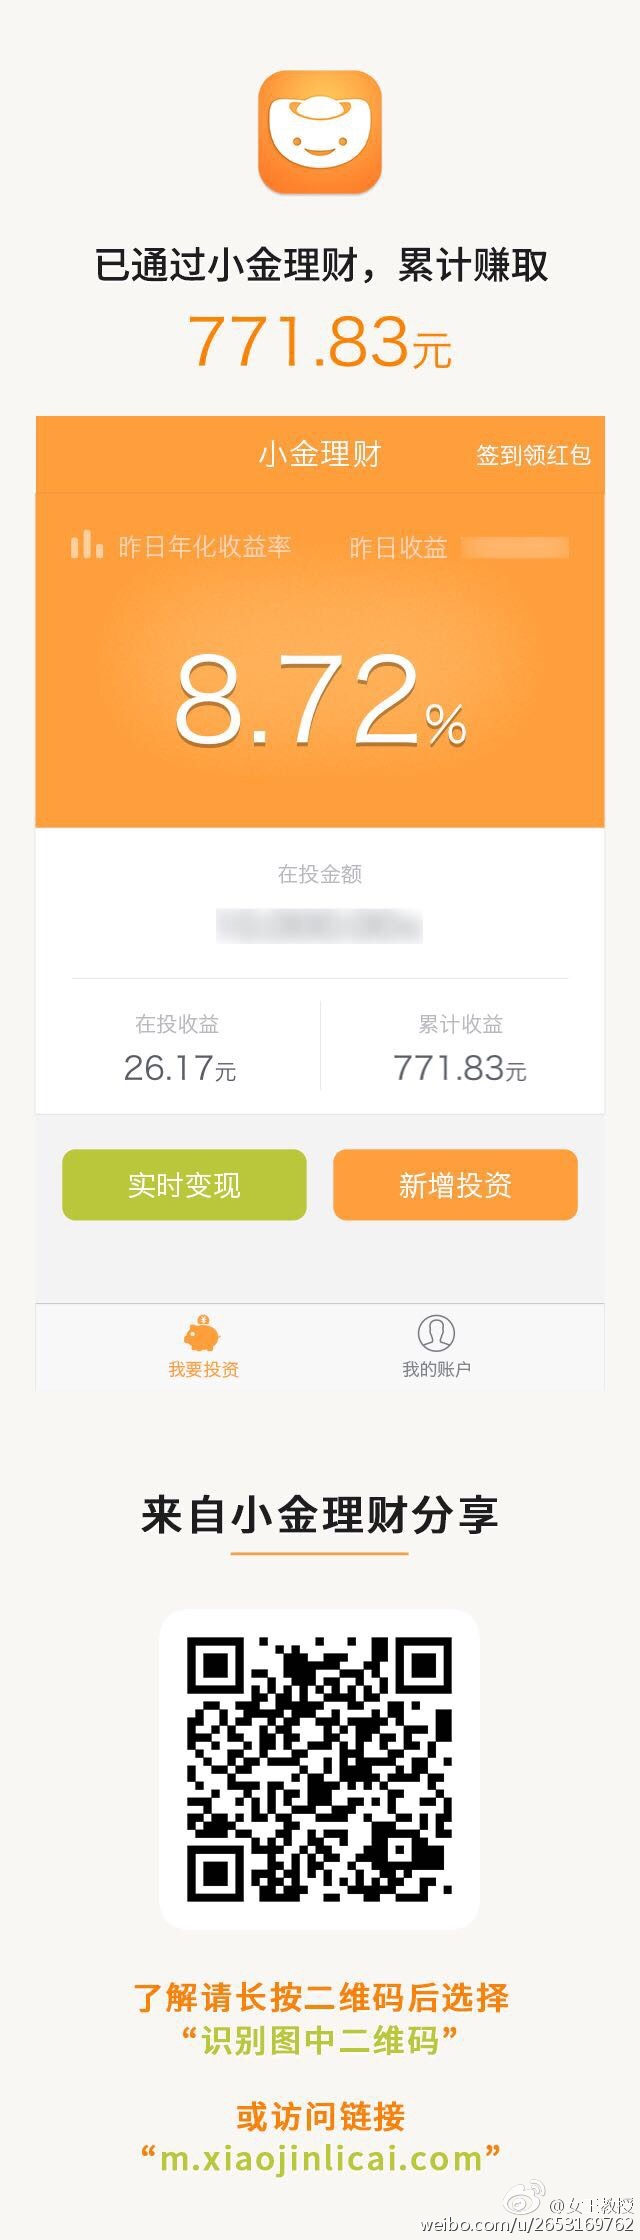 已通过小金理财，累计赚取
771.83元
小金理财
签到领红包
昨日年化收益率
昨日收益
8.72%
在投金额
在投收益
累计收益
26.17元
771.83元
实时变现
新增投资
我要投资
我的账户
来自小金理财分享
了解请长按二维码后选择
“识别图中二维码”
或访问链接
“m.xiaojinlicai.com”
@女王教授
weibo.com/u/2653169762